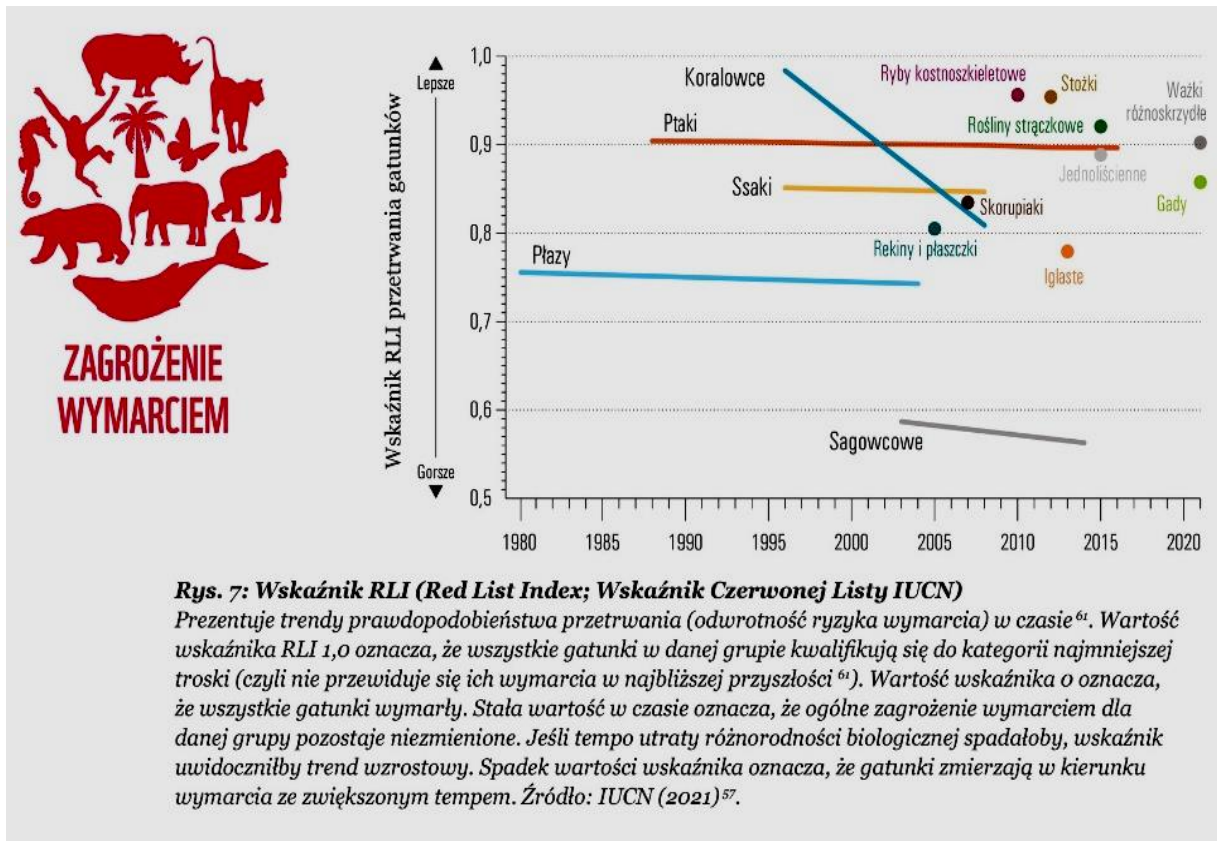 ZAGROŻENIE
WYMARCIEM
Wskaźnik RLI przetrwania gatunków
Lepsze
Gorsze
1,0
0,9
0,8
0,7
0,6
0,5
Koralowce
Ptaki
Ssaki
Płazy
Sagowcowe
Ryby kostnoszkieletowe
Stożki
Ważki
różnoskrzydłe
Rośliny strączkowe
Jednoliścienne
Gady
Skorupiaki
Rekiny i płaszczki
Iglaste
1980 1985 1990 1995 2000 2005 2010 2015 2020
Rys. 7: Wskaźnik RLI (Red List Index; Wskaźnik Czerwonej Listy IUCN)
Prezentuje trendy prawdopodobieństwa przetrwania (odwrotność ryzyka wymarcia) w czasie ⁶¹. Wartość
wskaźnika RLI 1,0 oznacza, że wszystkie gatunki w danej grupie kwalifikują się do kategorii najmniejszej
troski (czyli nie przewiduje się ich wymarcia w najbliższej przyszłości ⁶¹). Wartość wskaźnika 0 oznacza,
że wszystkie gatunki wymarły. Stała wartość w czasie oznacza, że ogólne zagrożenie wymarciem dla
danej grupy pozostaje niezmienione. Jeśli tempo utraty różnorodności biologicznej spadałoby, wskaźnik
uwidoczniłby trend wzrostowy. Spadek wartości wskaźnika oznacza, że gatunki zmierzają w kierunku
wymarcia ze zwiększonym tempem. Źródło: IUCN (2021) ⁵⁷.